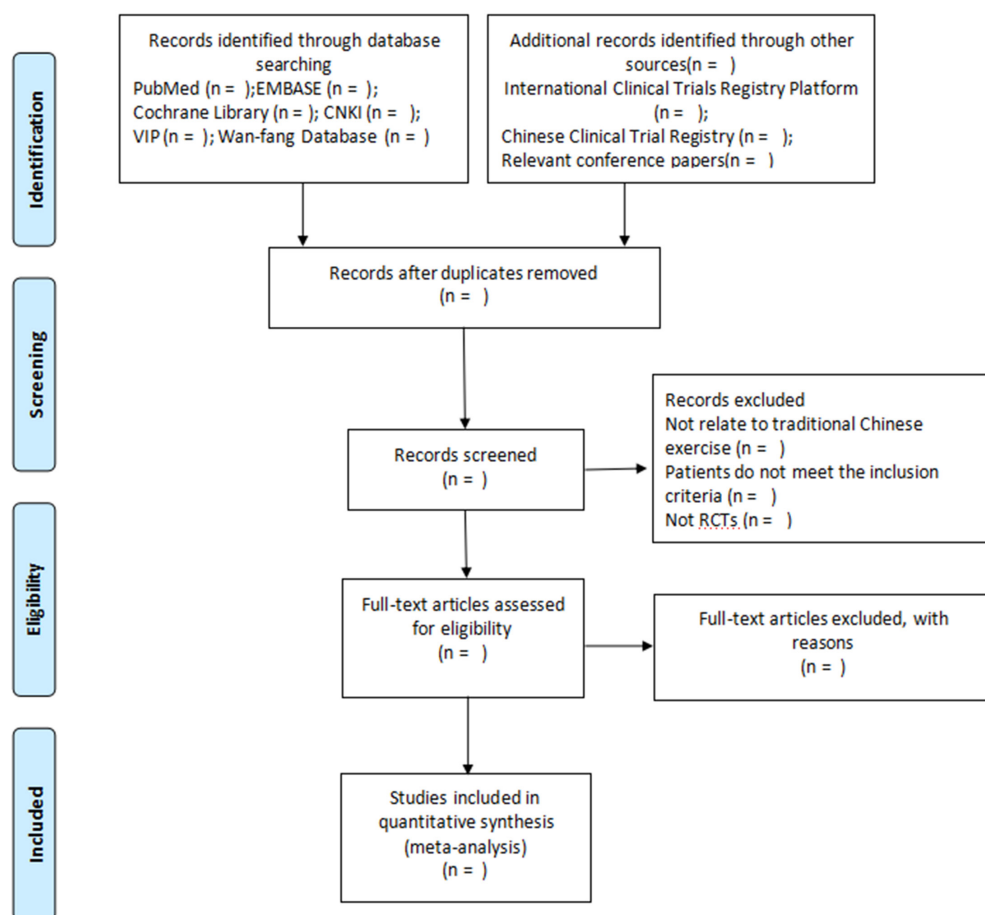 Identification
Records identified through database
searching
PubMed (n =   );EMBASE (n =   );
Cochrane Library (n = ); CNKI (n =   );
VIP (n =   ); Wan-fang Database (n =   )
Additional records identified through other
sources(n =   )
International Clinical Trials Registry Platform
(n =   );
Chinese Clinical Trial Registry (n =   );
Relevant conference papers(n =   )
Records after duplicates removed
(n =   )
Screening
Records screened
(n =   )
Records excluded
Not relate to traditional Chinese
exercise (n =   )
Patients do not meet the inclusion
criteria (n =   )
Not RCTs (n =   )
Eligibility
Full-text articles assessed
for eligibility
(n =   )
Full-text articles excluded, with
reasons
(n =  )
Included
Studies included in
quantitative synthesis
(meta-analysis)
(n =   )